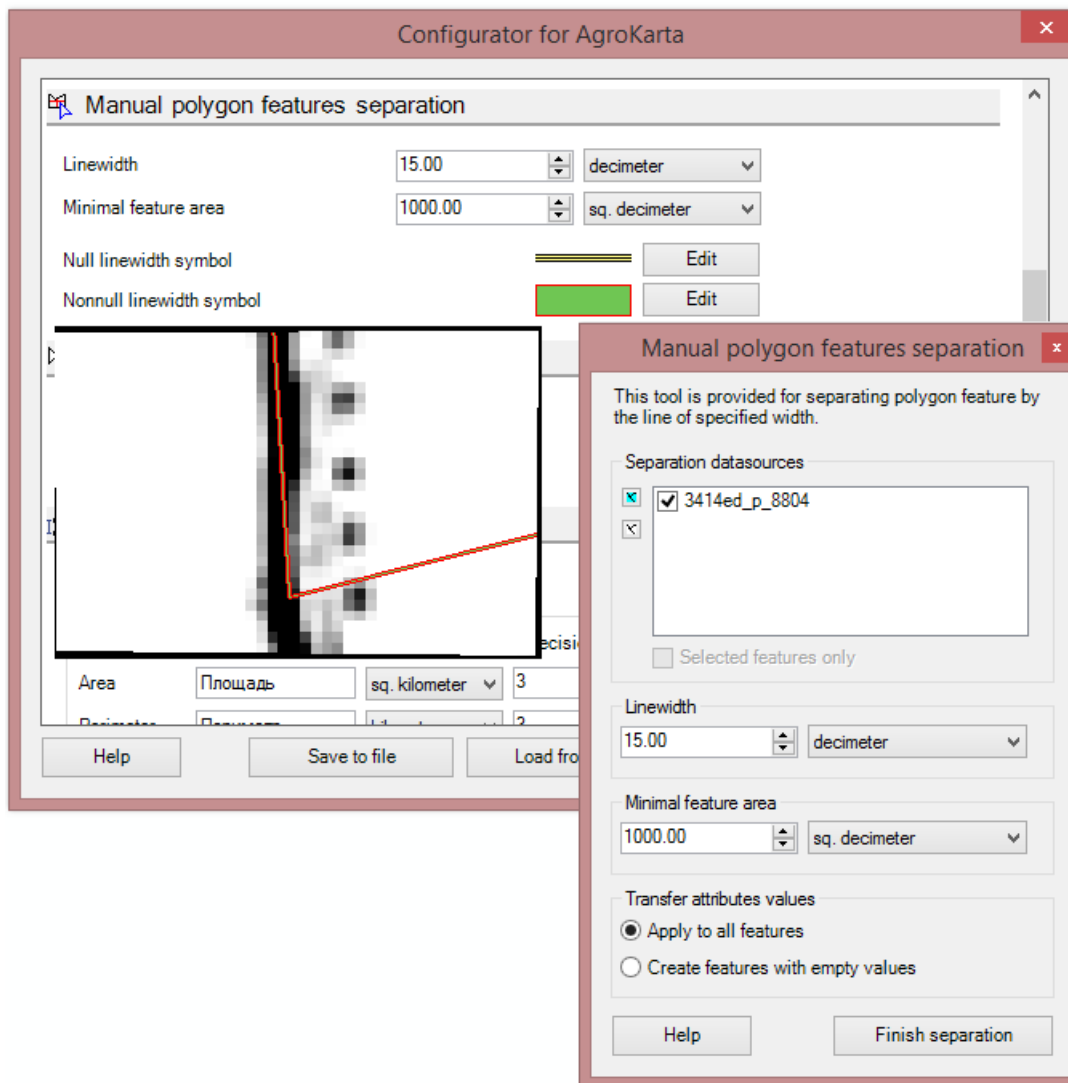 Configurator for AgroKarta
Manual polygon features separation
Linewidth
15.00
decimeter
Minimal feature area
1000.00
sq. decimeter
Null linewidth symbol
Edit
Nonnull linewidth symbol
Edit
Area
Площадь
sq. kilometer
3
Help
Save to file
Load fro
Manual polygon features separation
This tool is provided for separating polygon feature by
the line of specified width.
Separation datasources
3414ed_p_8804
Selected features only
Linewidth
15.00
decimeter
Minimal feature area
1000.00
sq. decimeter
Transfer attributes values
Apply to all features
Create features with empty values
Help
Finish separation